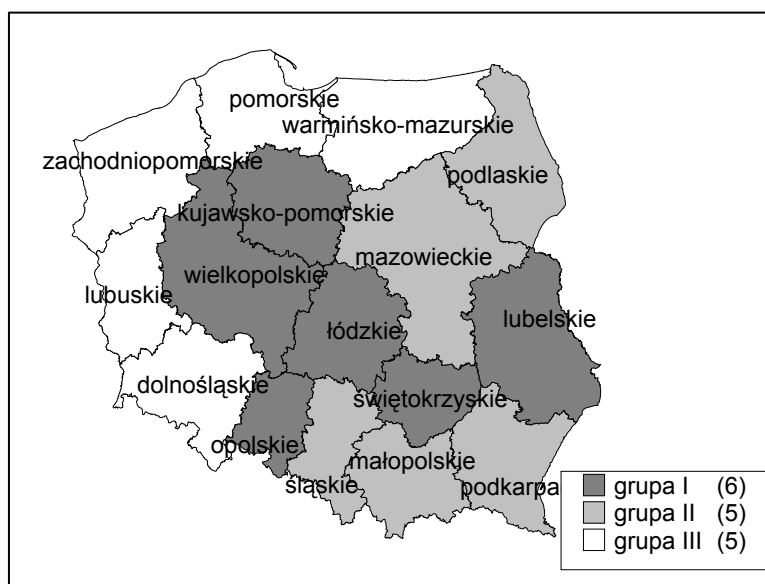 pomorskie
warmińsko-mazurskie
zachodniopomorskie
podlaskie
kujawsko-pomorskie
mazowieckie
wielkopolskie
lubuskie
łódzkie
lubelskie
dolnośląskie
świętokrzyskie
opolskie
małopolskie
śląskie
podkarpa
grupa I (6)
grupa II (5)
grupa III (5)